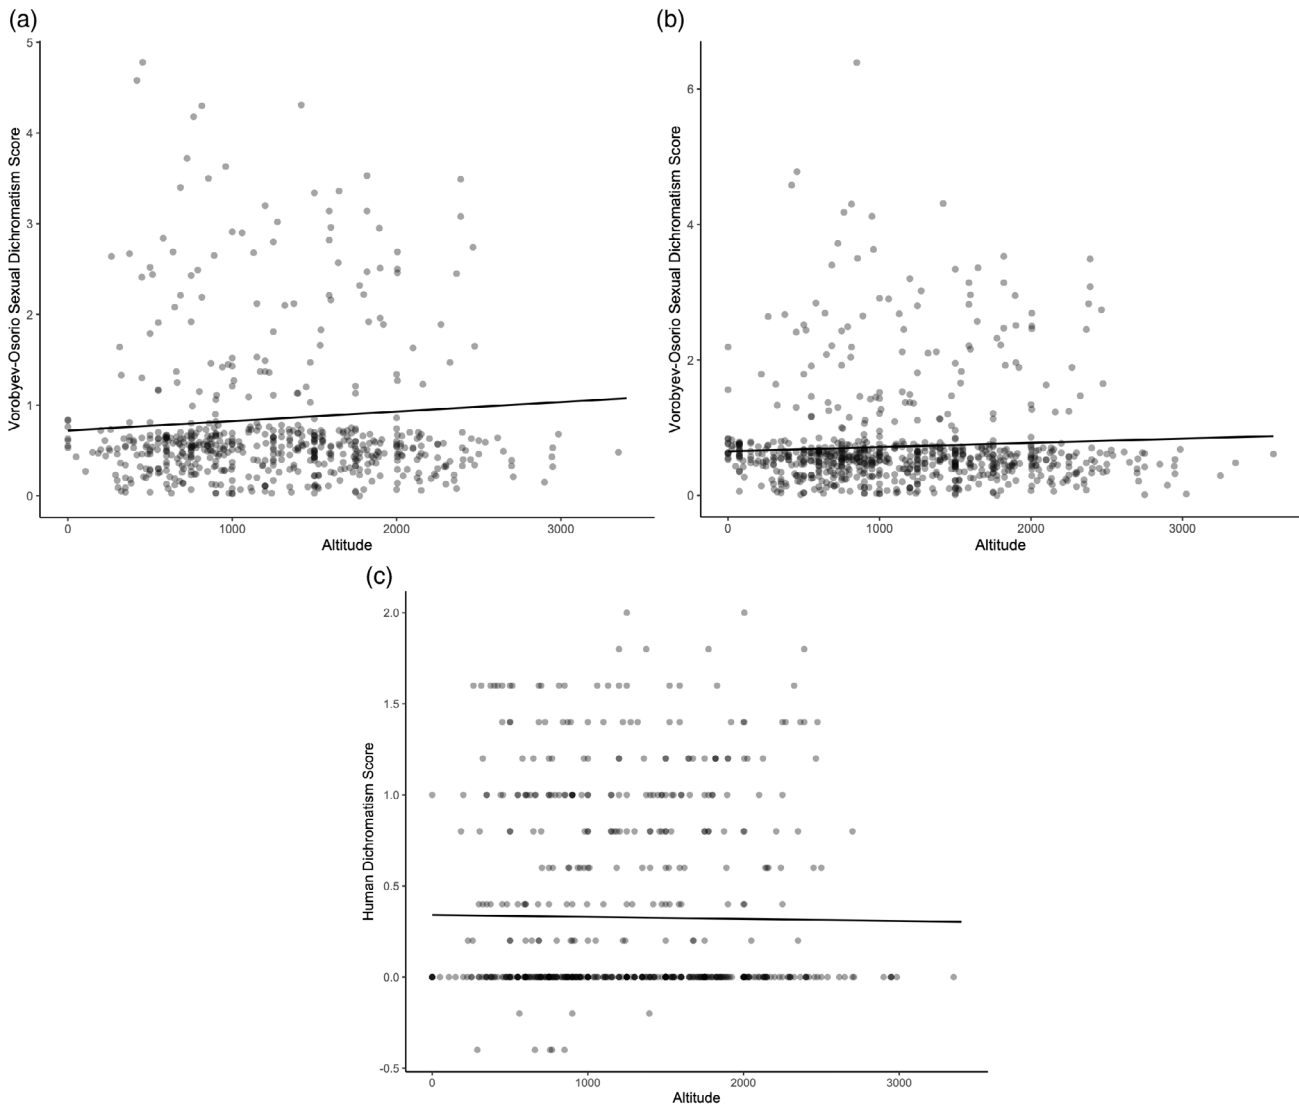 (a)
Vorobyev-Osorio Sexual Dichromatism Score
5
4
3
2
1
0
0 1000 2000 3000
Altitude
(b)
Vorobyev-Osorio Sexual Dichromatism Score
6
4
2
0
0 1000 2000 3000
Altitude
(c)
Human Dichromatism Score
2.0
1.5
1.0
0.5
0.0
-0.5
0 1000 2000 3000
Altitude